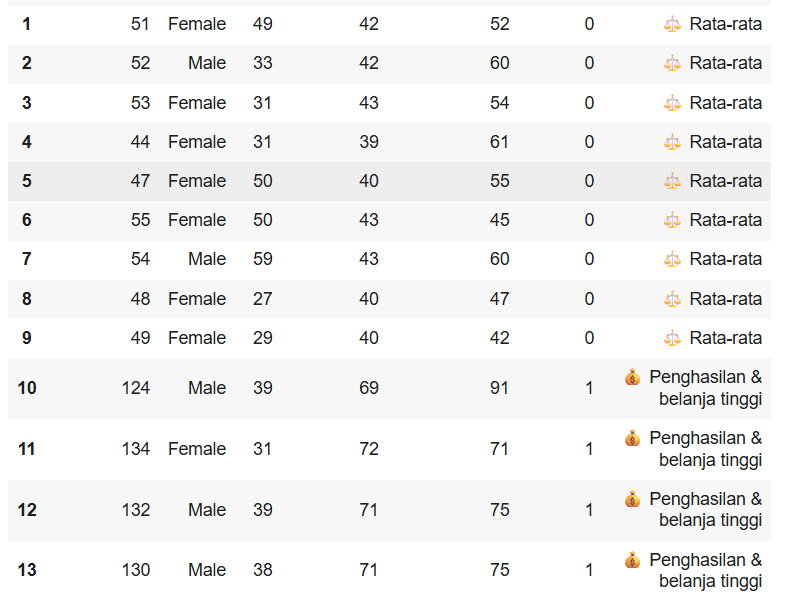 1 51 Female 49 42 52 0 ⚖️ Rata-rata
2 52 Male 33 42 60 0 ⚖️ Rata-rata
3 53 Female 31 43 54 0 ⚖️ Rata-rata
4 44 Female 31 39 61 0 ⚖️ Rata-rata
5 47 Female 50 40 55 0 ⚖️ Rata-rata
6 55 Female 50 43 45 0 ⚖️ Rata-rata
7 54 Male 59 43 60 0 ⚖️ Rata-rata
8 48 Female 27 40 47 0 ⚖️ Rata-rata
9 49 Female 29 40 42 0 ⚖️ Rata-rata
10 124 Male 39 69 91 1 💰 Penghasilan &
belanja tinggi
11 134 Female 31 72 71 1 💰 Penghasilan &
belanja tinggi
12 132 Male 39 71 75 1 💰 Penghasilan &
belanja tinggi
13 130 Male 38 71 75 1 💰 Penghasilan &
belanja tinggi